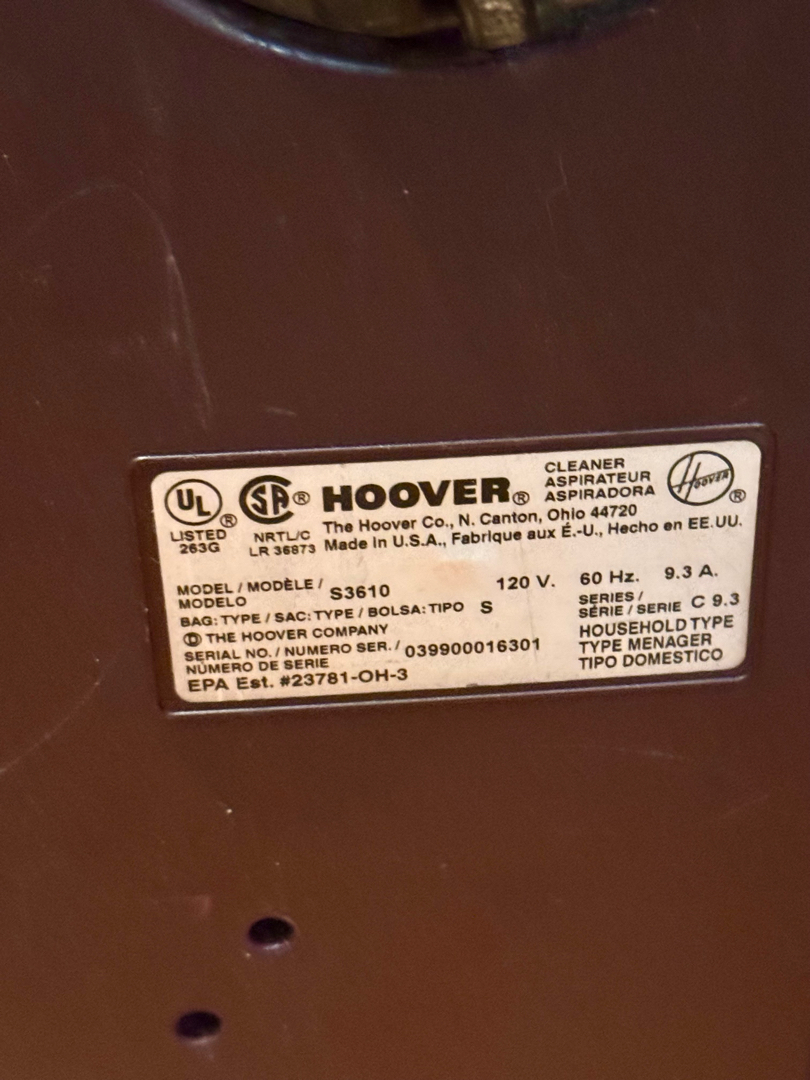 UL ®
LISTED
263G
SA ®
NRTL/C
LR 36873
HOOVER®
CLEANER
ASPIRATEUR
ASPIRADORA
HOOVER ®
The Hoover Co., N. Canton, Ohio 44720
Made in U.S.A., Fabrique aux É.-U., Hecho en EE.UU.
MODEL / MODÈLE /
MODELO S3610
120 V. 60 Hz. 9.3 A.
BAG: TYPE / SAC: TYPE / BOLSA: TIPO S
SERIES /
SÉRIE / SERIE C 9.3
THE HOOVER COMPANY
HOUSEHOLD TYPE
TYPE MENAGER
TIPO DOMESTICO
SERIAL NO. / NUMERO SER. / 039900016301
NÚMERO DE SERIE
EPA Est. #23781-OH-3